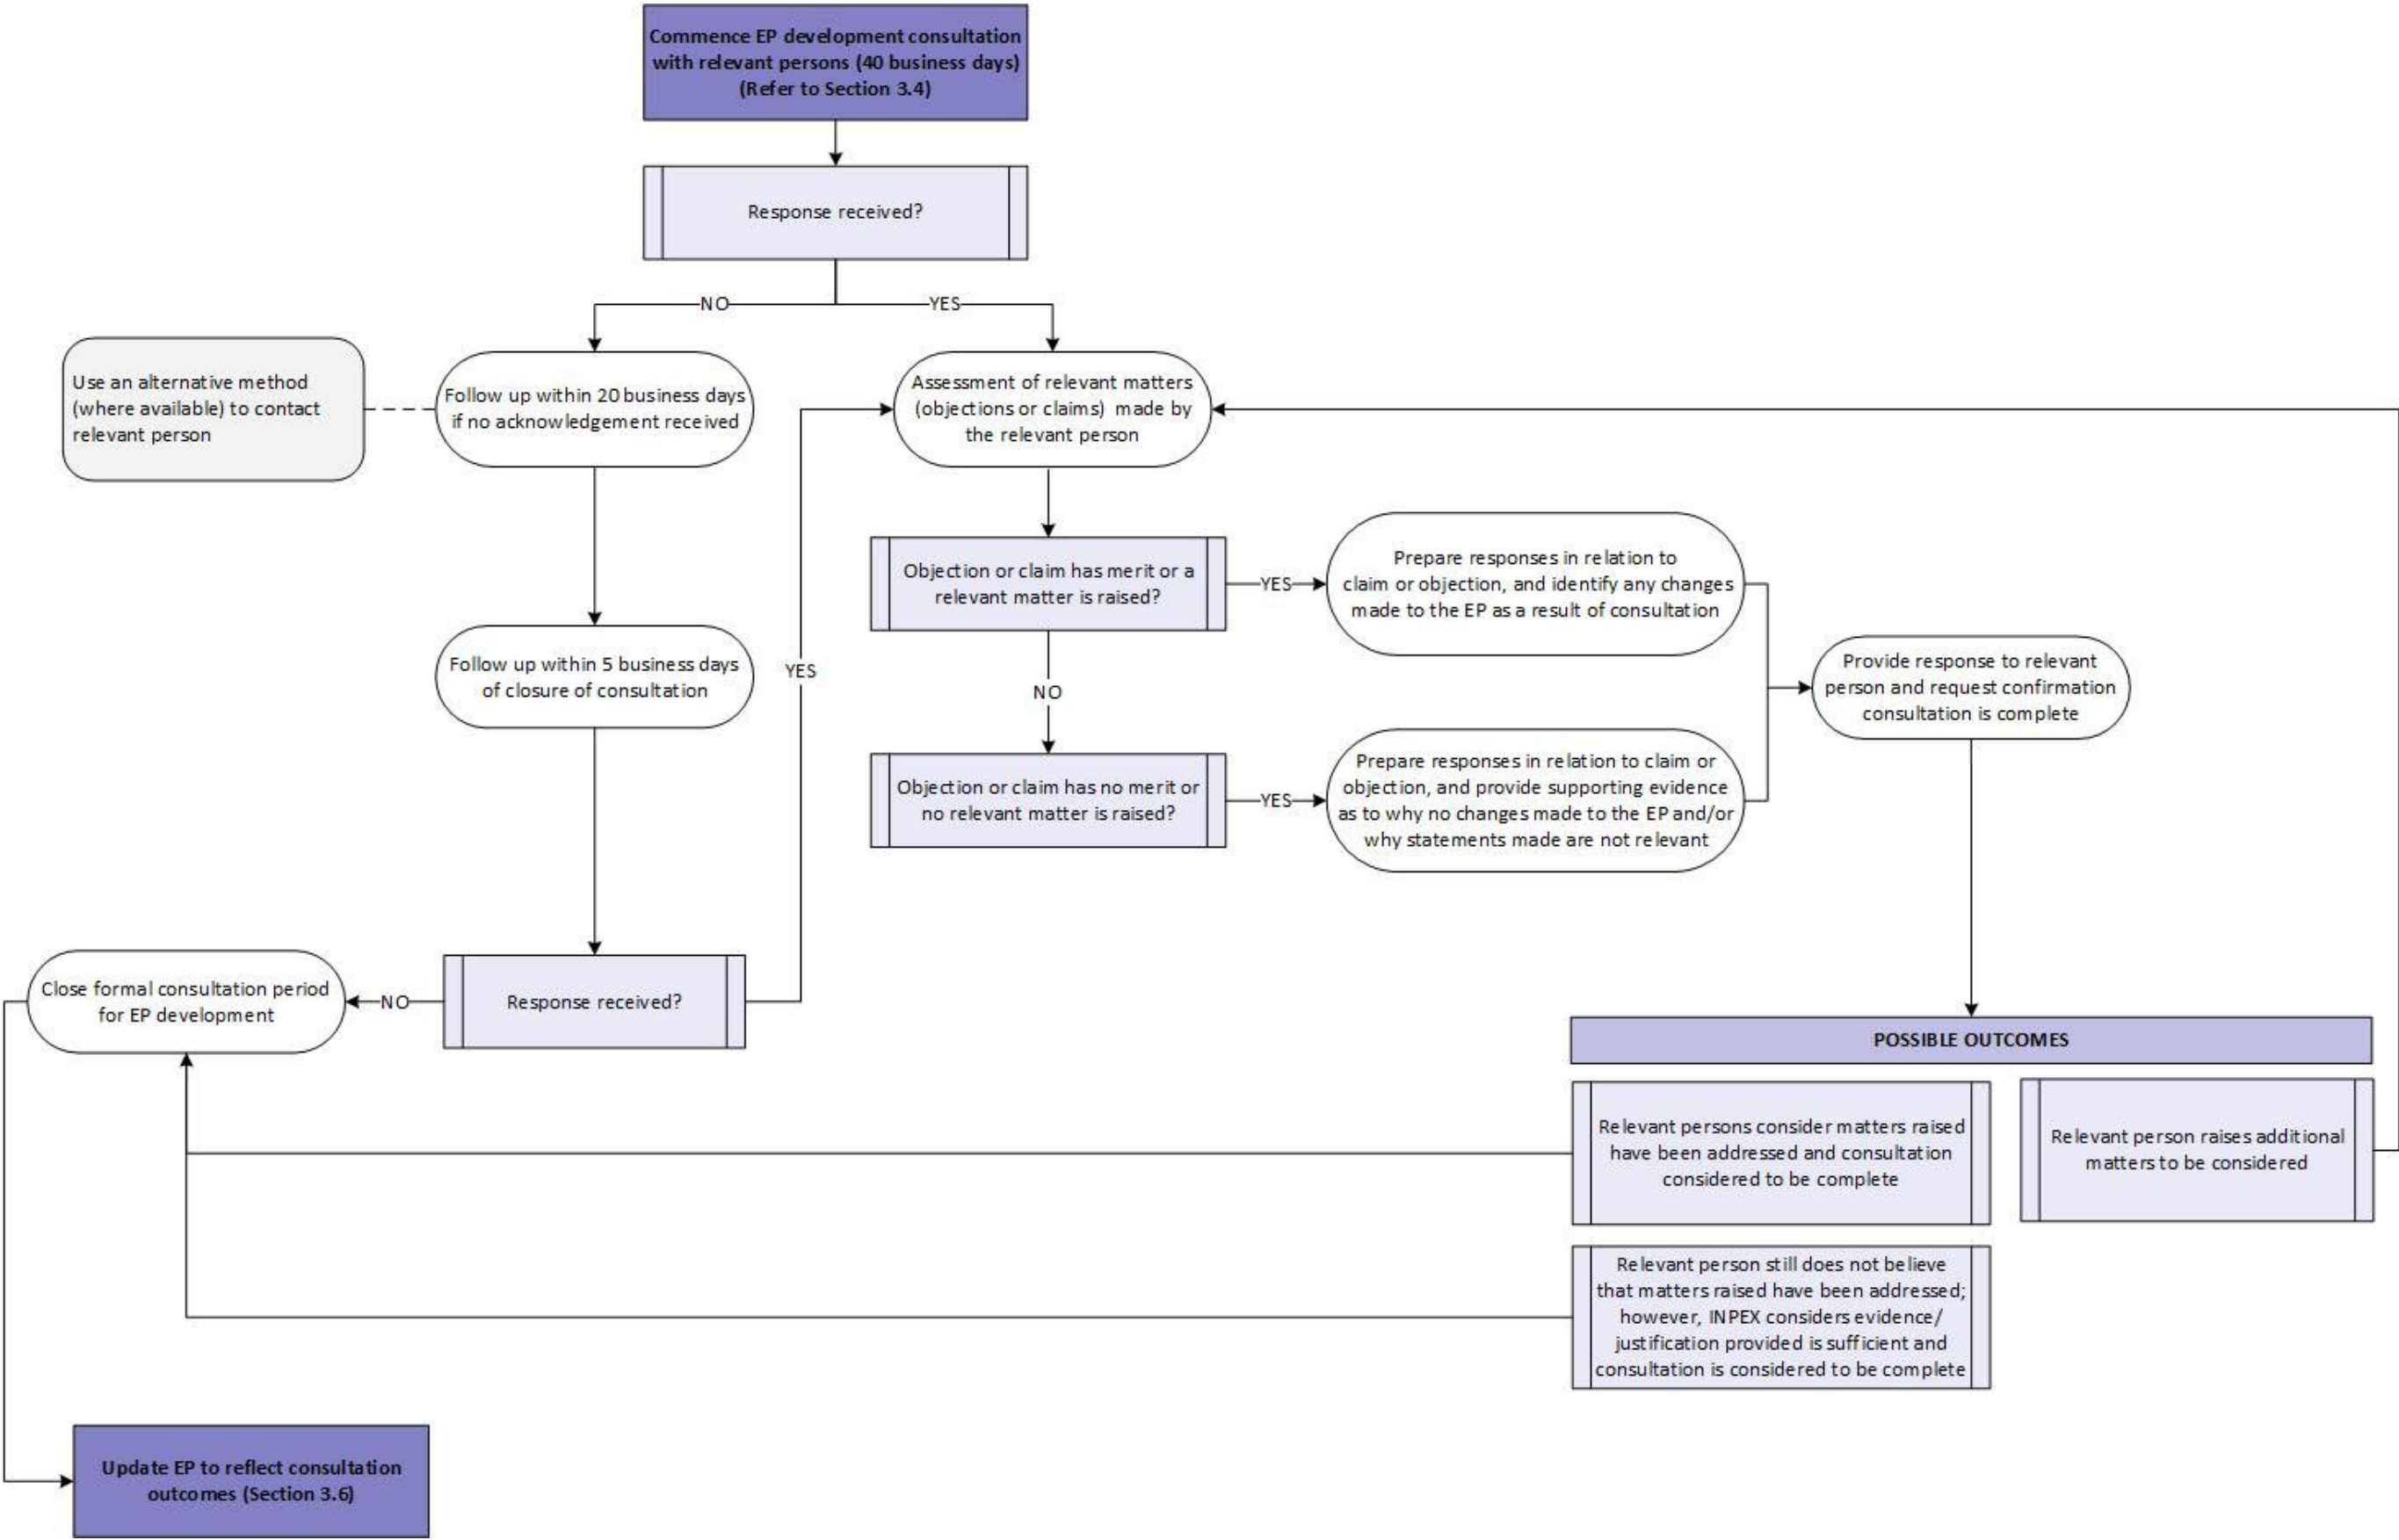 Commence EP development consultation
with relevant persons (40 business days)
(Refer to Section 3.4)
Response received?
NO
YES
Use an alternative method
(where available) to contact
relevant person
Follow up within 20 business days
if no acknowledgement received
Assessment of relevant matters
(objections or claims) made by
the relevant person
Objection or claim has merit or a
relevant matter is raised?
YES
Prepare responses in relation to
claim or objection, and identify any changes
made to the EP as a result of consultation
Follow up within 5 business days
of closure of consultation
YES
NO
Provide response to relevant
person and request confirmation
consultation is complete
Objection or claim has no merit or
no relevant matter is raised?
YES
Prepare responses in relation to claim or
objection, and provide supporting evidence
as to why no changes made to the EP and/or
why statements made are not relevant
Close formal consultation period
for EP development
NO
Response received?
POSSIBLE OUTCOMES
Relevant persons consider matters raised
have been addressed and consultation
considered to be complete
Relevant person raises additional
matters to be considered
Relevant person still does not believe
that matters raised have been addressed;
however, INPEX considers evidence/
justification provided is sufficient and
consultation is considered to be complete
Update EP to reflect consultation
outcomes (Section 3.6)